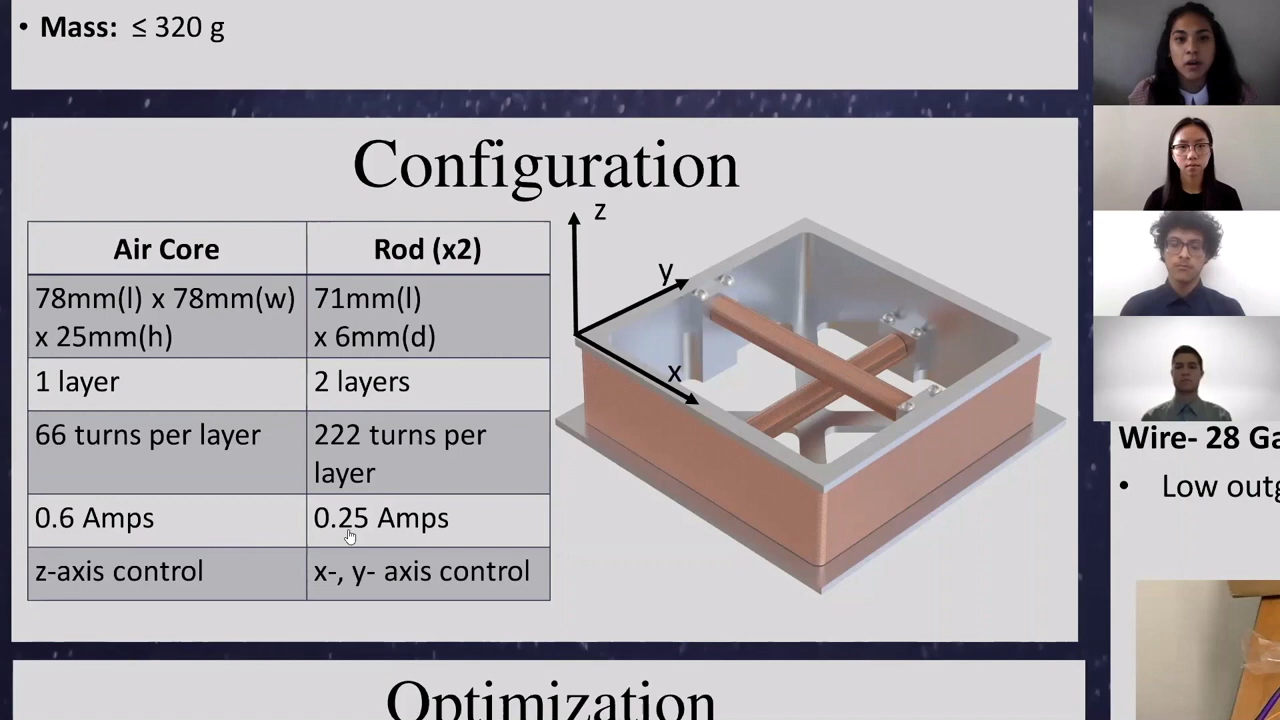 • Mass: ≤ 320 g
Configuration
Air Core
Rod (x2)
78mm(l) x 78mm(w)
x 25mm(h)
71mm(l)
x 6mm(d)
1 layer
2 layers
66 turns per layer
222 turns per
layer
0.6 Amps
0.25 Amps
z-axis control
x-, y- axis control
z
y
x
Wire- 28 Ga
• Low outg
Optimization